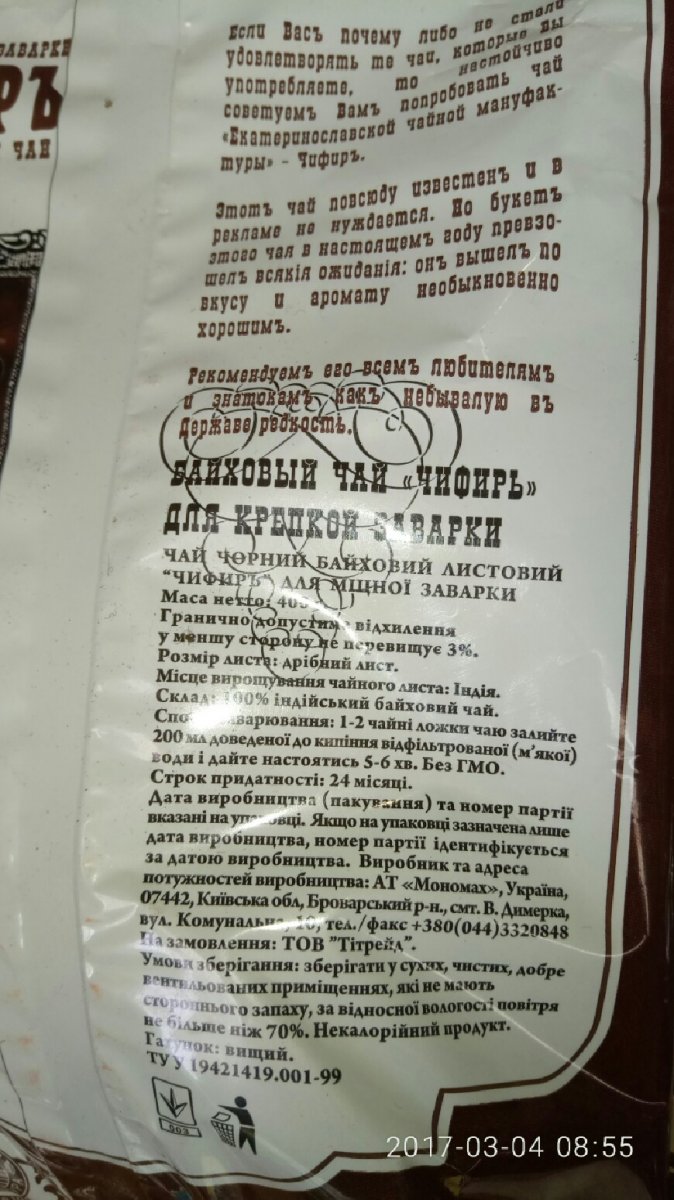 ЗАВАРКИ
РЪ
ЧАЙ
Если Васъ почему либо не стали
удовлетворять те чаи, которые Вы
употребляете, то настойчиво
советуемъ Вамъ попробовать чай
«Екатеринославской чайной мануфак-
туры» - Чифиръ.
Этотъ чай повсюду известенъ и в
рекламе не нуждается. Но букетъ
этого чая в настоящемъ году превзо-
шелъ всякія ожиданія: онъ вышелъ по
вкусу и аромату необыкновенно
хорошимъ.
Рекомендуемъ его всемъ любителямъ
и знатокамъ какъ небывалую въ
державе редкость.
БАЙХОВЫЙ ЧАЙ «ЧИФИРЬ»
ДЛЯ КРЕПКОЙ ЗАВАРКИ
ЧАЙ ЧОРНИЙ БАЙХОВИЙ ЛИСТОВИЙ
"ЧИФИРЪ" ДЛЯ МІЦНОЇ ЗАВАРКИ
Маса нетто:
Гранично допустиме відхилення
у меншу сторону не перевищує 3%.
Розмір листа: дрібний лист.
Місце вирощування чайного листа: Індія.
Склад: 100% індійський байховий чай.
заварювання: 1-2 чайні ложки чаю залийте
200 мл доведеної до кипіння відфільтрованої (м'якої)
води і дайте настоятись 5-6 хв. Без ГМО.
Строк придатності: 24 місяці.
Дата виробництва (пакування) та номер партії
вказані на упаковці. Якщо на упаковці зазначена лише
дата виробництва, номер партії ідентифікується
за датою виробництва. Виробник та адреса
потужностей виробництва: АТ «Мономах», Україна,
07442, Київська обл, Броварський р-н., смт. В. Димерка,
вул. Комунальна, 10, тел./факс +380(044)3320848
На замовлення: ТОВ "Тітрейд".
Умови зберігання: зберігати у сухих, чистих, добре
вентильованих приміщеннях, які не мають
стороннього запаху, за відносної вологості повітря
не більше ніж 70%. Некалорійний продукт.
Гатунок: вищий.
ТУ У 19421419.001-99
003
2017-03-04 08:55